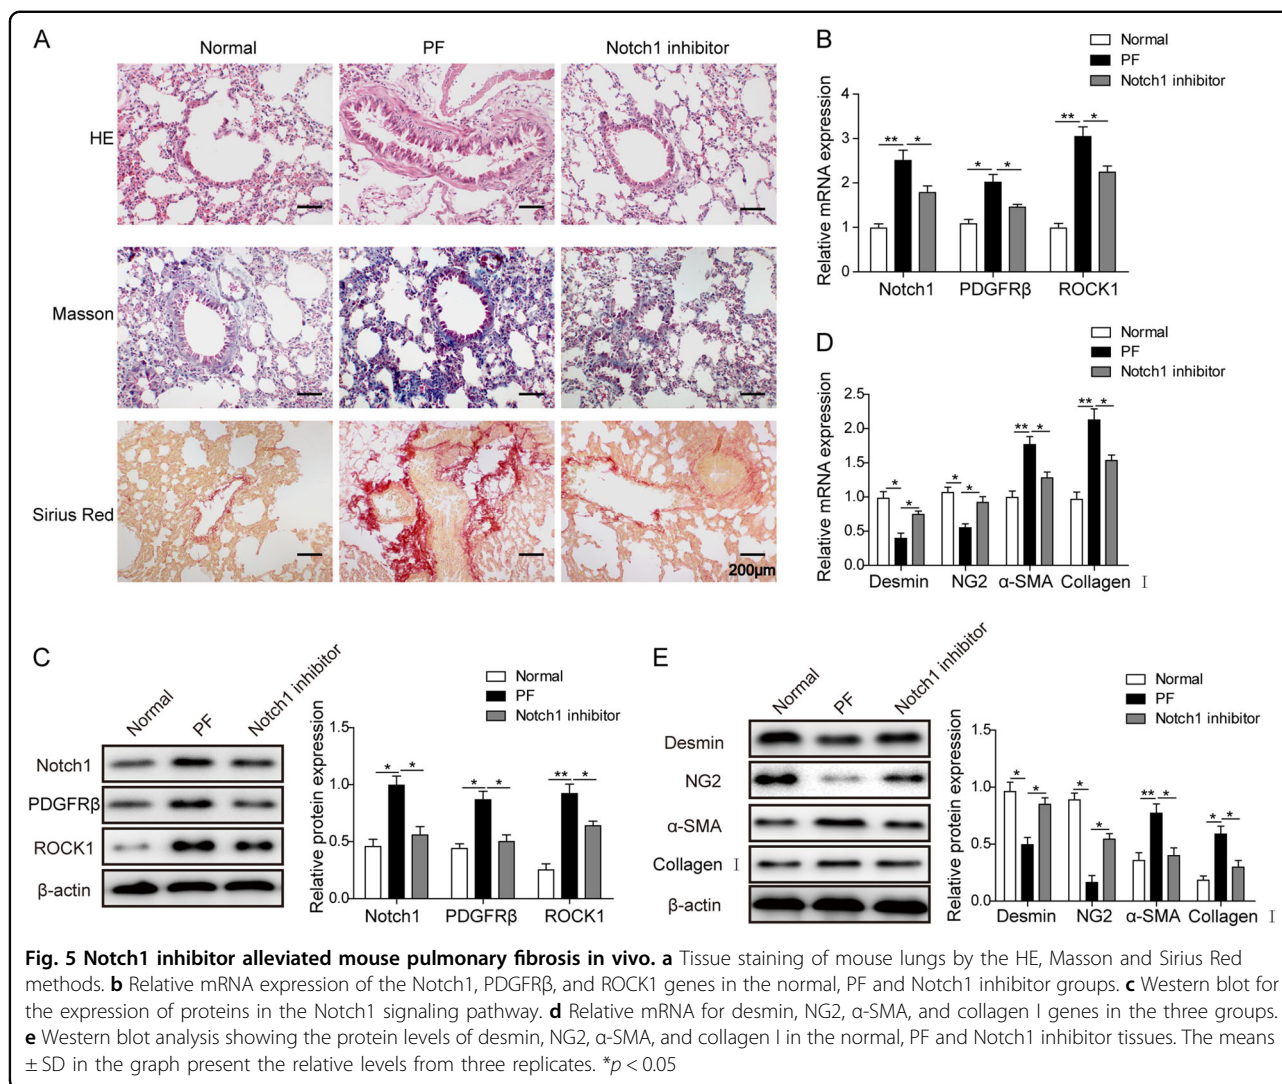 A
Normal
PF
Notch1 inhibitor
HE
Masson
Sirius Red
200μm
B
Normal
PF
Notch1 inhibitor
Relative mRNA expression
4
3
2
1
0
** *
* *
** *
Notch1 PDGFRβ ROCK1
D
Normal
PF
Notch1 inhibitor
Relative mRNA expression
2.5
2.0
1.5
1.0
0.5
0.0
* *
* *
** *
** *
Desmin NG2 α-SMA Collagen I
C
Normal
PF
Notch1 inhibitor
Notch1
PDGFRβ
ROCK1
β-actin
Normal
PF
Notch1 inhibitor
Relative protein expression
1.5
1.0
0.5
0.0
* *
* *
** *
Notch1 PDGFRβ ROCK1
E
Normal
PF
Notch1 inhibitor
Desmin
NG2
α-SMA
Collagen I
β-actin
Normal
PF
Notch1 inhibitor
Relative protein expression
1.5
1.0
0.5
0.0
* *
* *
** *
* *
Desmin NG2 α-SMA Collagen I
Fig. 5 Notch1 inhibitor alleviated mouse pulmonary fibrosis in vivo. a Tissue staining of mouse lungs by the HE, Masson and Sirius Red
methods. b Relative mRNA expression of the Notch1, PDGFRβ, and ROCK1 genes in the normal, PF and Notch1 inhibitor groups. c Western blot for
the expression of proteins in the Notch1 signaling pathway. d Relative mRNA for desmin, NG2, α-SMA, and collagen I genes in the three groups.
e Western blot analysis showing the protein levels of desmin, NG2, α-SMA, and collagen I in the normal, PF and Notch1 inhibitor tissues. The means
± SD in the graph present the relative levels from three replicates. *p < 0.05